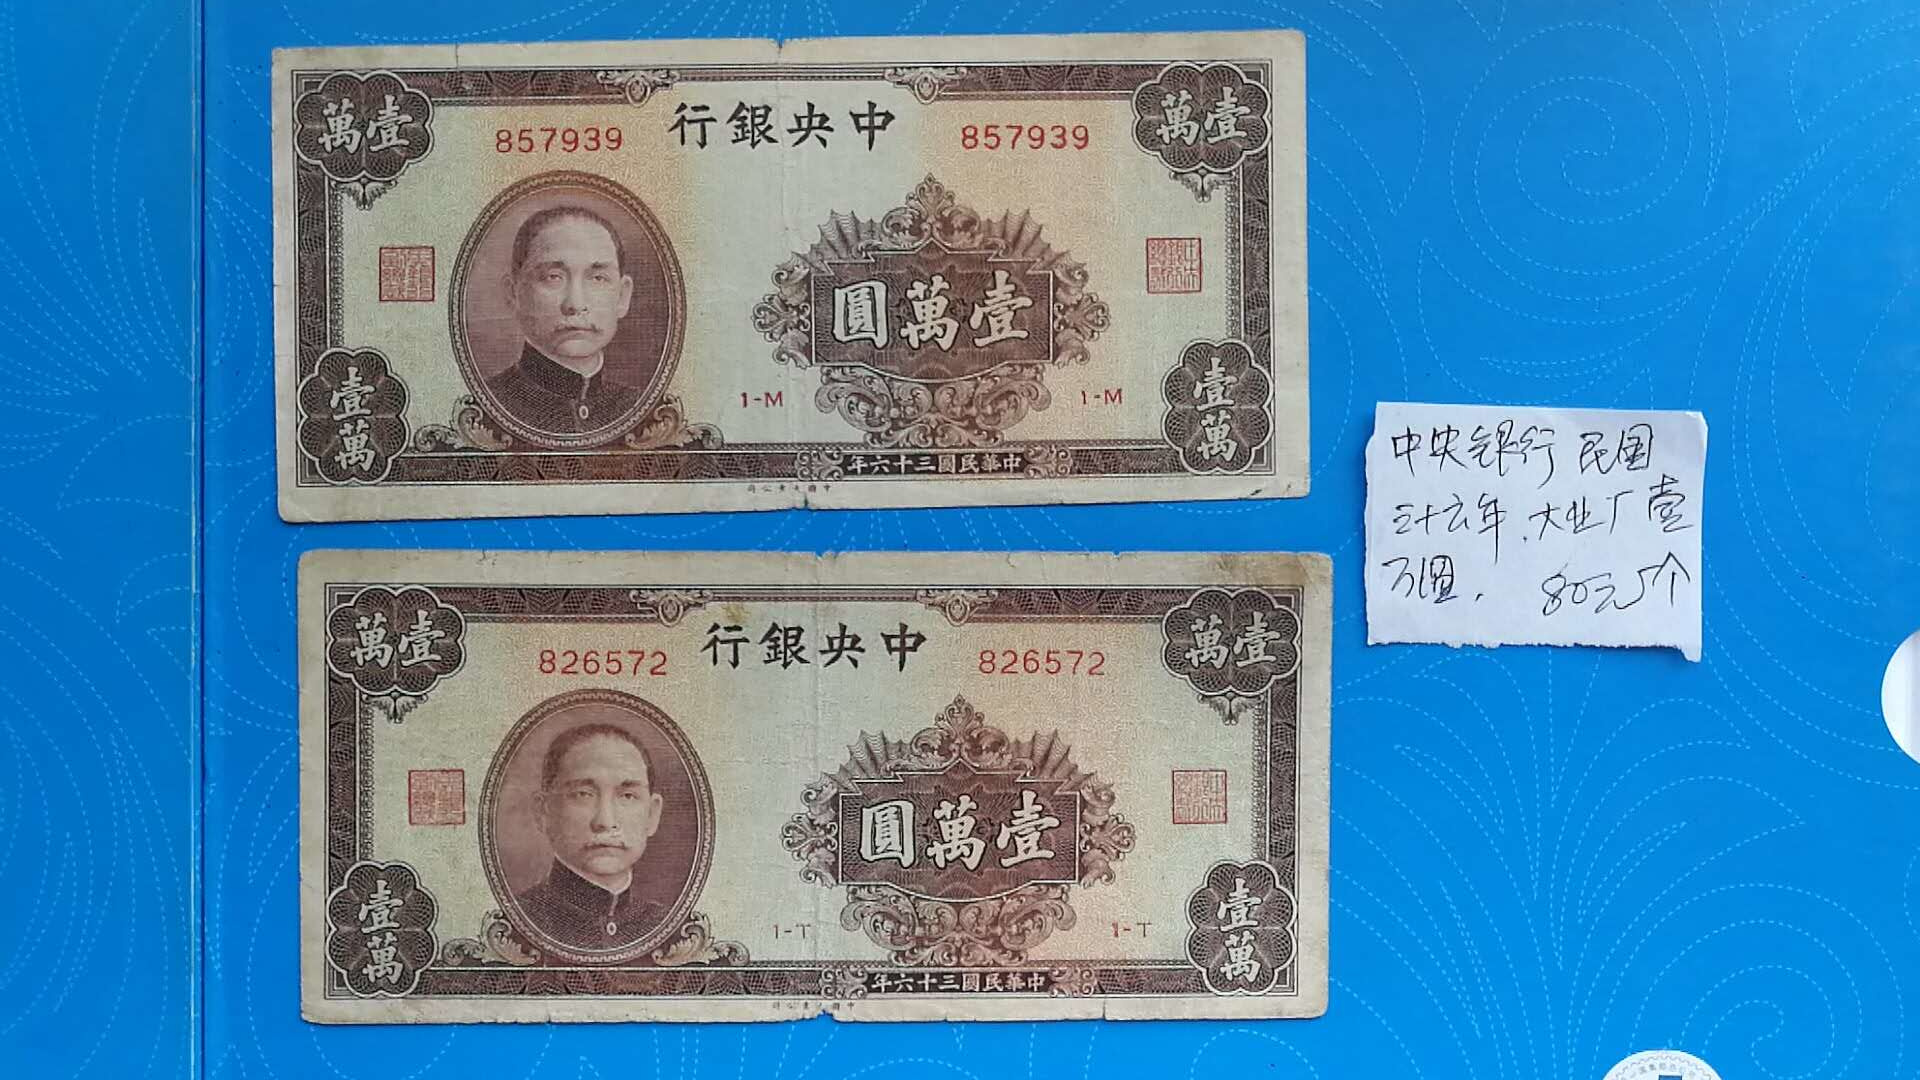 壹萬
857939
行銀央中
857939
壹萬
圓萬壹
1-M
1-M
壹萬
年六十三國民華中
壹萬
中央银行 民国
三十六年.大业厂壹
万圓. 80元5个
壹萬
826572
行銀央中
826572
壹萬
圓萬壹
1-T
1-T
壹萬
年六十三國民華中
壹萬